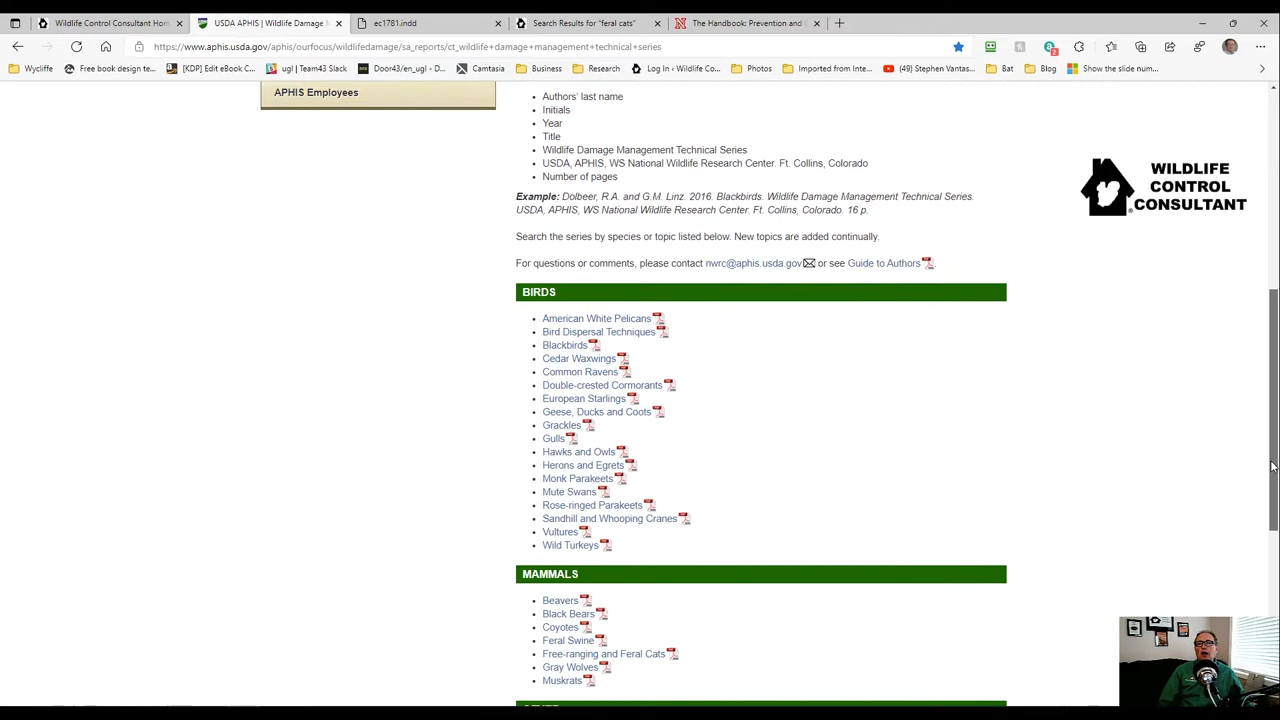 Wildlife Control Consultant Hom
USDA APHIS | Wildlife Damage M
ec1781.indd
Search Results for "feral cats"
The Handbook: Prevention and C
https://www.aphis.usda.gov/aphis/ourfocus/wildlifedamage/sa_reports/ct_wildlife+damage+management+technical+series
Wycliffe
Free book design te...
[KDP] Edit eBook C...
ugl | Team43 Slack
Door43/en_ugl - D...
Camtasia
Business
Research
Log In ‹ Wildlife Co...
Photos
Imported from Inte...
(49) Stephen Vantas...
Bat
Blog
Show the slide num...
APHIS Employees
• Authors' last name
• Initials
• Year
• Title
• Wildlife Damage Management Technical Series
• USDA, APHIS, WS National Wildlife Research Center. Ft. Collins, Colorado
• Number of pages
Example: Dolbeer, R.A. and G.M. Linz. 2016. Blackbirds. Wildlife Damage Management Technical Series.
USDA, APHIS, WS National Wildlife Research Center. Ft. Collins, Colorado. 16 p.
Search the series by species or topic listed below. New topics are added continually.
For questions or comments, please contact nwrc@aphis.usda.gov or see Guide to Authors.
BIRDS
• American White Pelicans
• Bird Dispersal Techniques
• Blackbirds
• Cedar Waxwings
• Common Ravens
• Double-crested Cormorants
• European Starlings
• Geese, Ducks and Coots
• Grackles
• Gulls
• Hawks and Owls
• Herons and Egrets
• Monk Parakeets
• Mute Swans
• Rose-ringed Parakeets
• Sandhill and Whooping Cranes
• Vultures
• Wild Turkeys
MAMMALS
• Beavers
• Black Bears
• Coyotes
• Feral Swine
• Free-ranging and Feral Cats
• Gray Wolves
• Muskrats
WILDLIFE
CONTROL
CONSULTANT